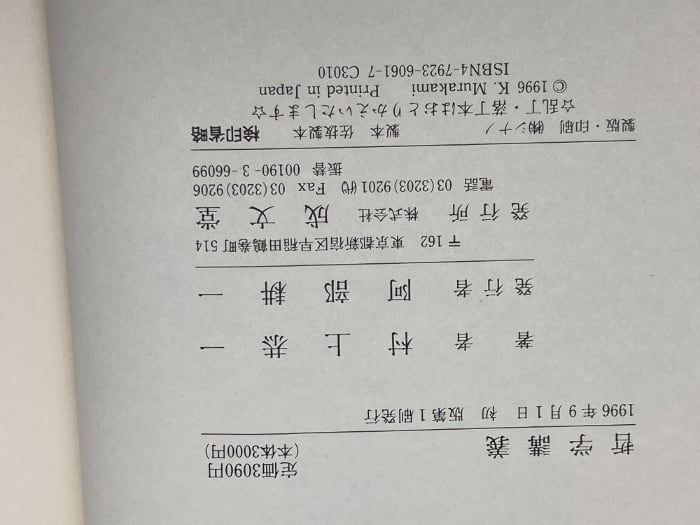 哲学講義
定価3090円
(本体3000円)
1996年9月1日 初 版第1刷発行
著者 村上恭一
発行者 阿部耕一
〒162 東京都新宿区早稲田鶴巻町514
発行所 株式会社 成文堂
電話 03(3203)9201(代) Fax 03(3203)9206
振替 00190-3-66099
製版・印刷 ㈱シナノ 製本 佐抜製本 検印省略
☆乱丁・落丁本はおとりかえいたします☆
© 1996 K. Murakami Printed in Japan
ISBN4-7923-6061-7 C3010